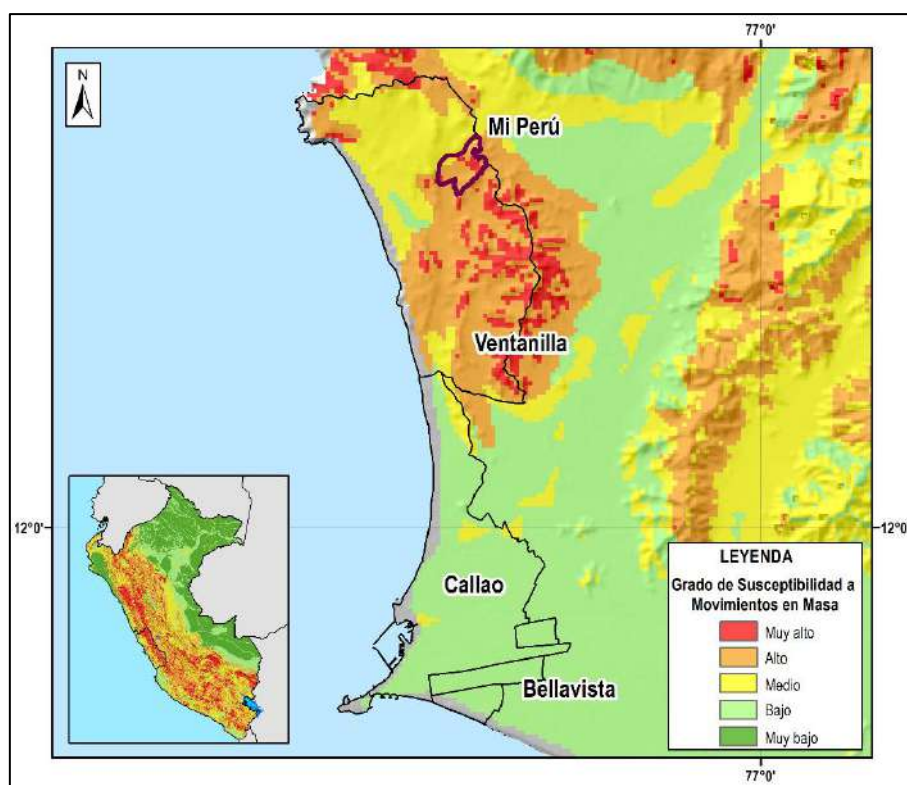 77°0'
N
Mi Perú
Ventanilla
12°0'
12°0'
Callao
Bellavista
LEYENDA
Grado de Susceptibilidad a
Movimientos en Masa
Muy alto
Alto
Medio
Bajo
Muy bajo
77°0'